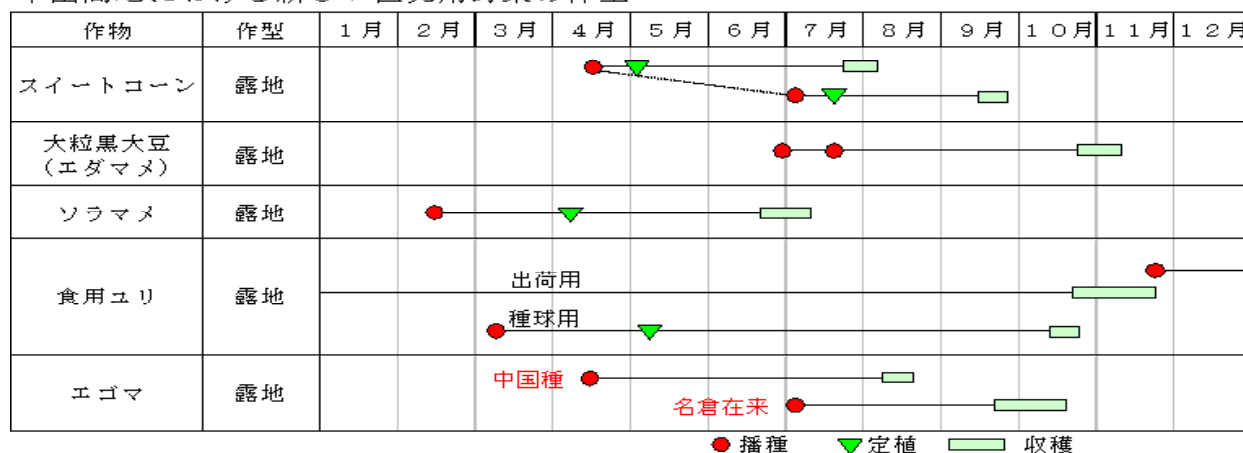 作物 作型 1月 2月 3月 4月 5月 6月 7月 8月 9月 10月 11月 12月
スイートコーン 露地
大粒黒大豆
(エダマメ) 露地
ソラマメ 露地
食用ユリ 露地 出荷用
種球用
エゴマ 露地 中国種
名倉在来
播種 定植 収穫